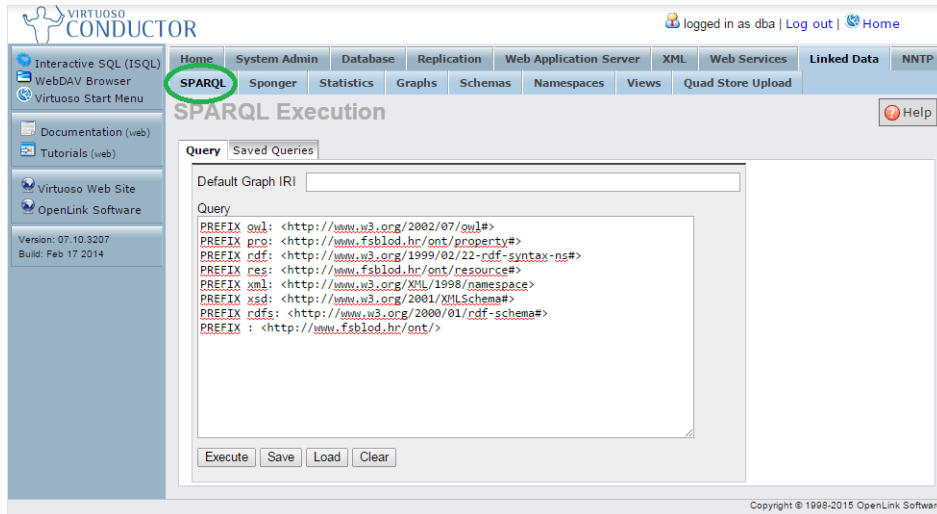 VIRTUOSO
CONDUCTOR
logged in as dba | Log out | Home
Interactive SQL (ISQL)
WebDAV Browser
Virtuoso Start Menu
Documentation (web)
Tutorials (web)
Virtuoso Web Site
OpenLink Software
Version: 07.10.3207
Build: Feb 17 2014
Home System Admin Database Replication Web Application Server XML Web Services Linked Data NNTP
SPARQL Sponger Statistics Graphs Schemas Namespaces Views Quad Store Upload
SPARQL Execution
Help
Query Saved Queries
Default Graph IRI
Query
PREFIX owl: <http://www.w3.org/2002/07/owl#>
PREFIX pro: <http://www.fsblod.hr/ont/property#>
PREFIX rdf: <http://www.w3.org/1999/02/22-rdf-syntax-ns#>
PREFIX res: <http://www.fsblod.hr/ont/resource#>
PREFIX xml: <http://www.w3.org/XML/1998/namespace>
PREFIX xsd: <http://www.w3.org/2001/XMLSchema#>
PREFIX rdfs: <http://www.w3.org/2000/01/rdf-schema#>
PREFIX : <http://www.fsblod.hr/ont/>
Execute Save Load Clear
Copyright © 1998-2015 OpenLink Softwar